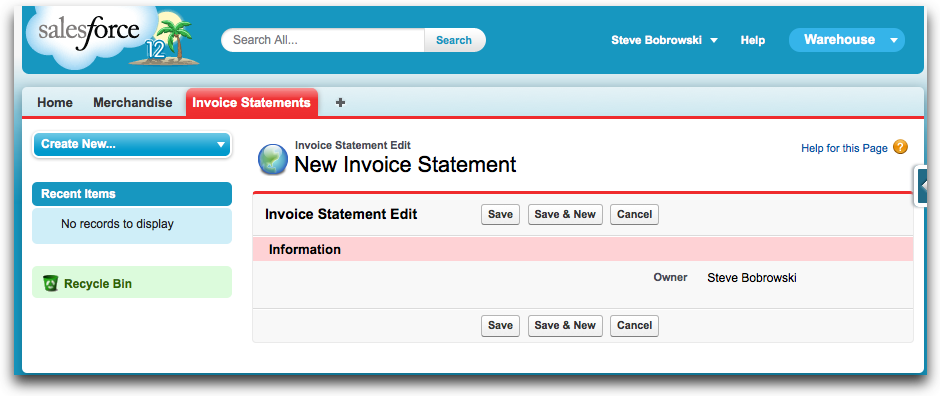 salesforce
12
Search All... Search
Steve Bobrowski Help Warehouse
Home Merchandise Invoice Statements +
Create New...
Recent Items
No records to display
Recycle Bin
Invoice Statement Edit
New Invoice Statement
Help for this Page ?
Invoice Statement Edit Save Save & New Cancel
Information
Owner Steve Bobrowski
Save Save & New Cancel